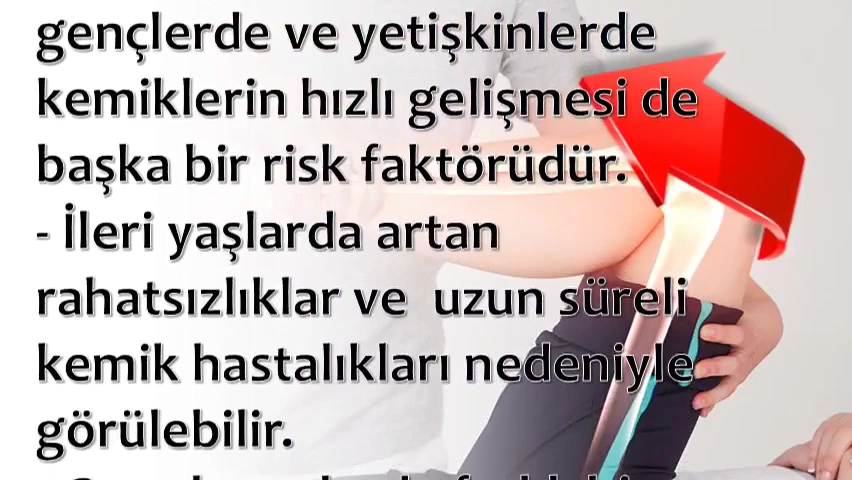 gençlerde ve yetişkinlerde
kemiklerin hızlı gelişmesi de
başka bir risk faktörüdür.
- İleri yaşlarda artan
rahatsızlıklar ve  uzun süreli
kemik hastalıkları nedeniyle
görülebilir.